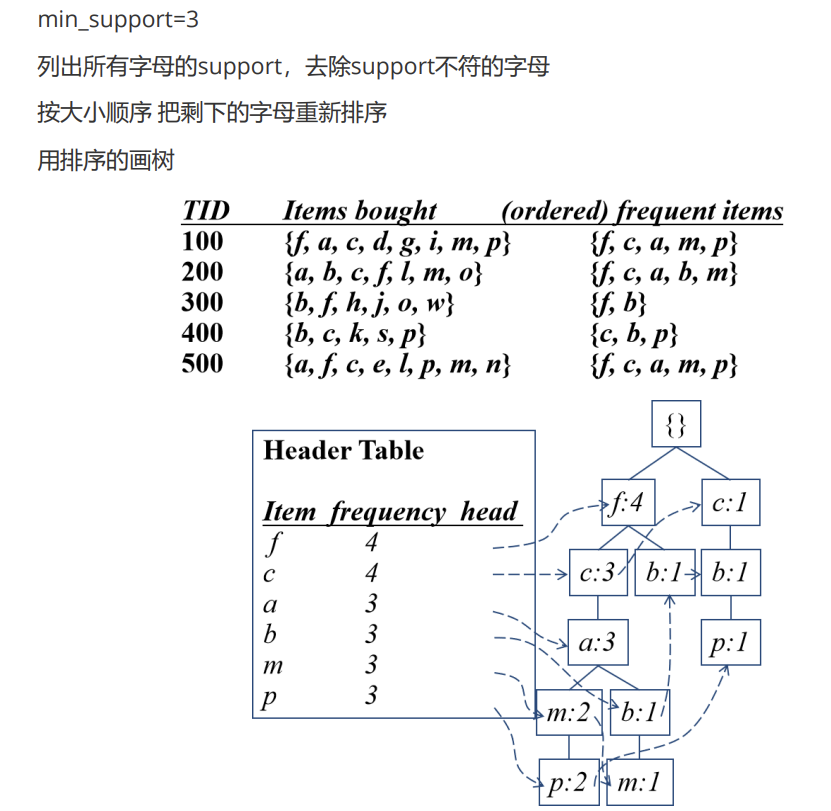 min_support=3
列出所有字母的support，去除support不符的字母
按大小顺序 把剩下的字母重新排序
用排序的画树
TID Items bought (ordered) frequent items
100 {f, a, c, d, g, i, m, p} {f, c, a, m, p}
200 {a, b, c, f, l, m, o} {f, c, a, b, m}
300 {b, f, h, j, o, w} {f, b}
400 {b, c, k, s, p} {c, b, p}
500 {a, f, c, e, l, p, m, n} {f, c, a, m, p}
Header Table
Item frequency head
f 4
c 4
a 3
b 3
m 3
p 3
{}
f:4 c:1
c:3 b:1 b:1
a:3 p:1
m:2 b:1
p:2 m:1